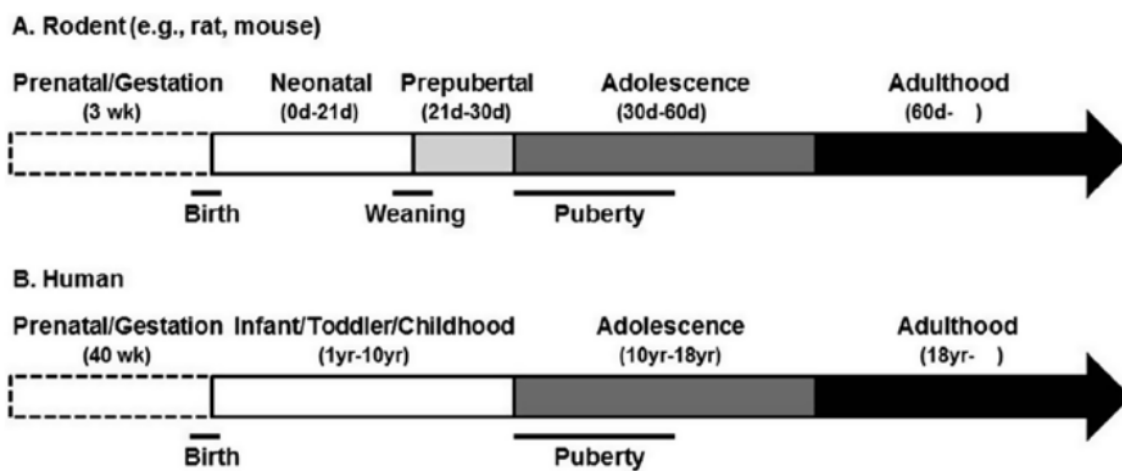 A. Rodent (e.g., rat, mouse)
Prenatal/Gestation Neonatal Prepubertal Adolescence Adulthood
(3 wk) (0d-21d) (21d-30d) (30d-60d) (60d- )
Birth Weaning Puberty
B. Human
Prenatal/Gestation Infant/Toddler/Childhood Adolescence Adulthood
(40 wk) (1yr-10yr) (10yr-18yr) (18yr- )
Birth Puberty